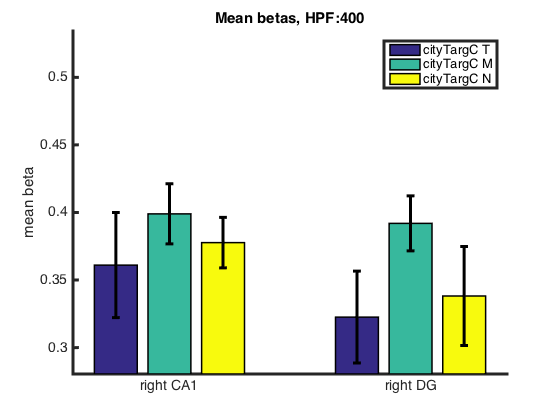 Mean betas, HPF:400
cityTargC T
cityTargC M
cityTargC N
mean beta
0.5
0.45
0.4
0.35
0.3
right CA1
right DG